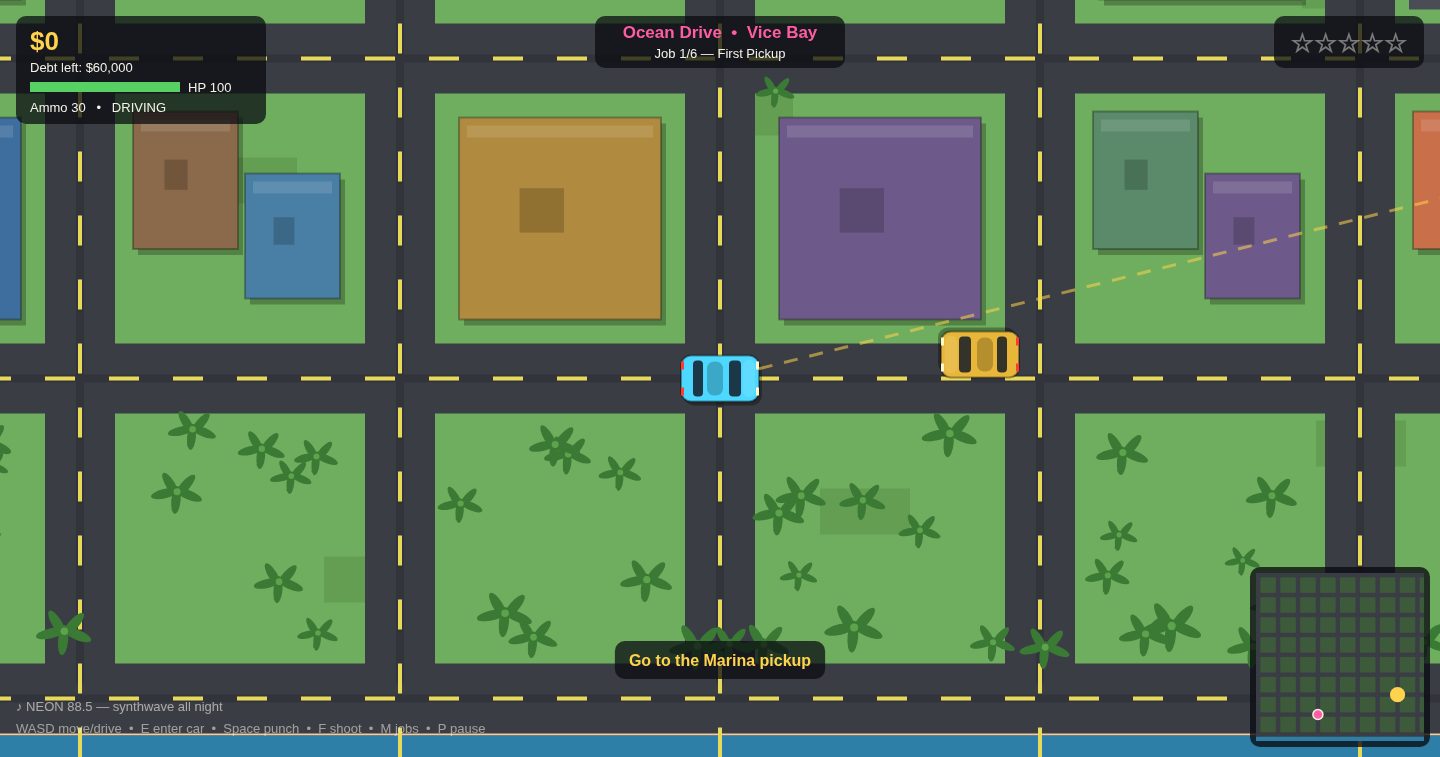 $0
Debt left: $60,000
HP 100
Ammo 30 • DRIVING
Ocean Drive • Vice Bay
Job 1/6 — First Pickup
☆☆☆☆☆
Go to the Marina pickup
♪ NEON 88.5 — synthwave all night
WASD move/drive • E enter car • Space punch • F shoot • M jobs • P pause